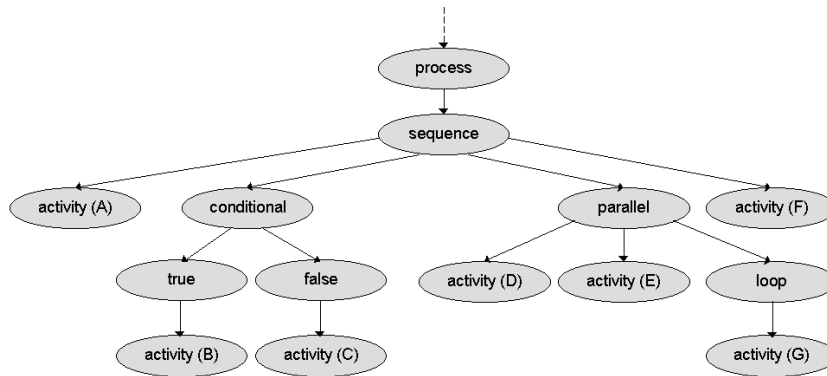 process
sequence
activity (A)
conditional
parallel
activity (F)
true
false
activity (D)
activity (E)
loop
activity (B)
activity (C)
activity (G)